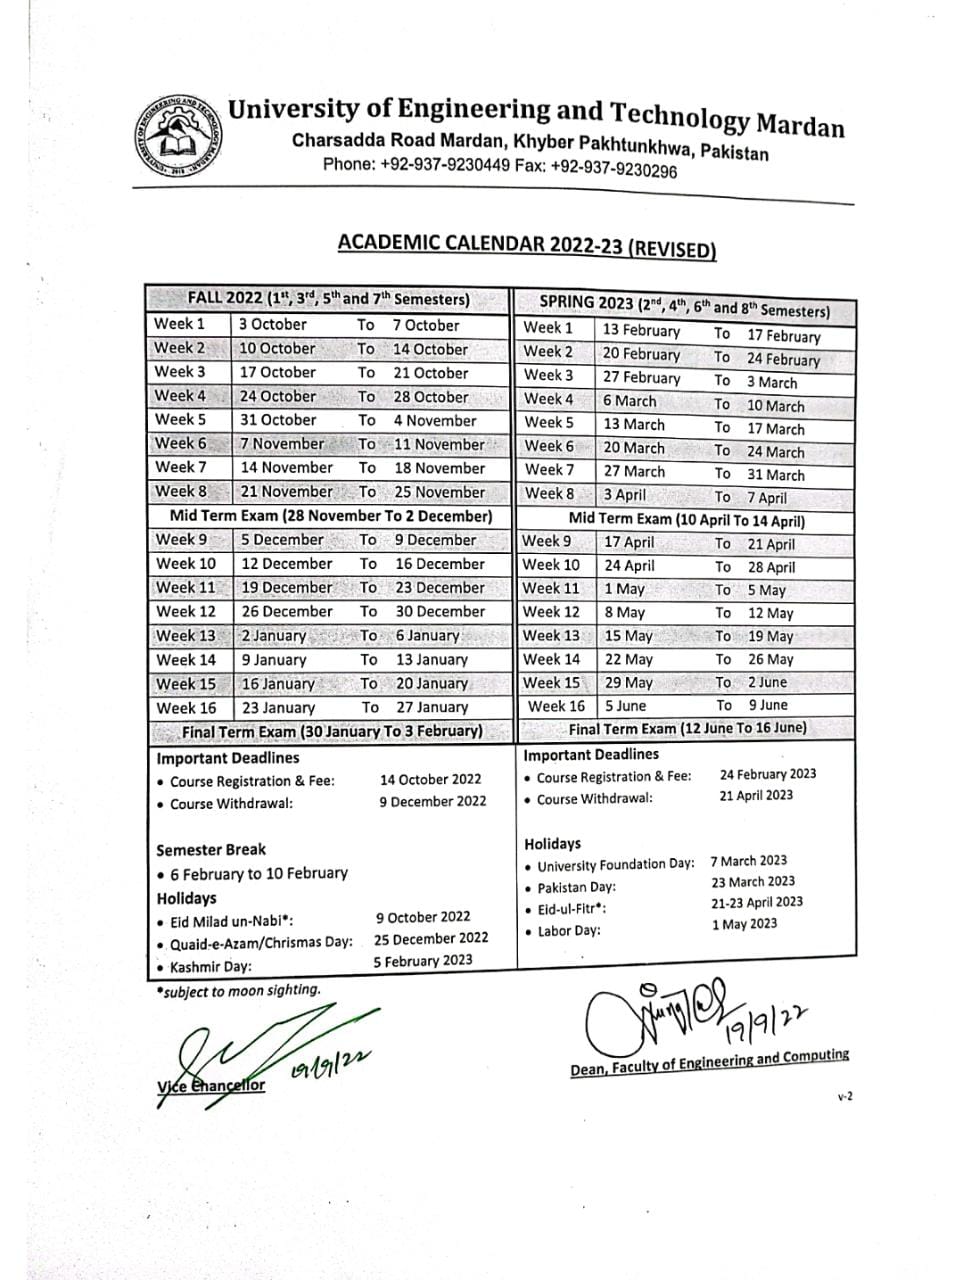 University of Engineering and Technology Mardan
Charsadda Road Mardan, Khyber Pakhtunkhwa, Pakistan
Phone: +92-937-9230449 Fax: +92-937-9230296
UNIVERSITY OF ENGINEERING AND TECHNOLOGY MARDAN
2018
ACADEMIC CALENDAR 2022-23 (REVISED)
FALL 2022 (1st, 3rd, 5th and 7th Semesters)
Week 1 3 October To 7 October
Week 2 10 October To 14 October
Week 3 17 October To 21 October
Week 4 24 October To 28 October
Week 5 31 October To 4 November
Week 6 7 November To 11 November
Week 7 14 November To 18 November
Week 8 21 November To 25 November
Mid Term Exam (28 November To 2 December)
Week 9 5 December To 9 December
Week 10 12 December To 16 December
Week 11 19 December To 23 December
Week 12 26 December To 30 December
Week 13 2 January To 6 January
Week 14 9 January To 13 January
Week 15 16 January To 20 January
Week 16 23 January To 27 January
Final Term Exam (30 January To 3 February)
Important Deadlines
• Course Registration & Fee: 14 October 2022
• Course Withdrawal: 9 December 2022
Semester Break
• 6 February to 10 February
Holidays
• Eid Milad un-Nabi*: 9 October 2022
• Quaid-e-Azam/Chrismas Day: 25 December 2022
• Kashmir Day: 5 February 2023
SPRING 2023 (2nd, 4th, 6th and 8th Semesters)
Week 1 13 February To 17 February
Week 2 20 February To 24 February
Week 3 27 February To 3 March
Week 4 6 March To 10 March
Week 5 13 March To 17 March
Week 6 20 March To 24 March
Week 7 27 March To 31 March
Week 8 3 April To 7 April
Mid Term Exam (10 April To 14 April)
Week 9 17 April To 21 April
Week 10 24 April To 28 April
Week 11 1 May To 5 May
Week 12 8 May To 12 May
Week 13 15 May To 19 May
Week 14 22 May To 26 May
Week 15 29 May To 2 June
Week 16 5 June To 9 June
Final Term Exam (12 June To 16 June)
Important Deadlines
• Course Registration & Fee: 24 February 2023
• Course Withdrawal: 21 April 2023
Holidays
• University Foundation Day: 7 March 2023
• Pakistan Day: 23 March 2023
• Eid-ul-Fitr*: 21-23 April 2023
• Labor Day: 1 May 2023
*subject to moon sighting.
19/9/22
Vice Chancellor
19/9/22
Dean, Faculty of Engineering and Computing
v-2